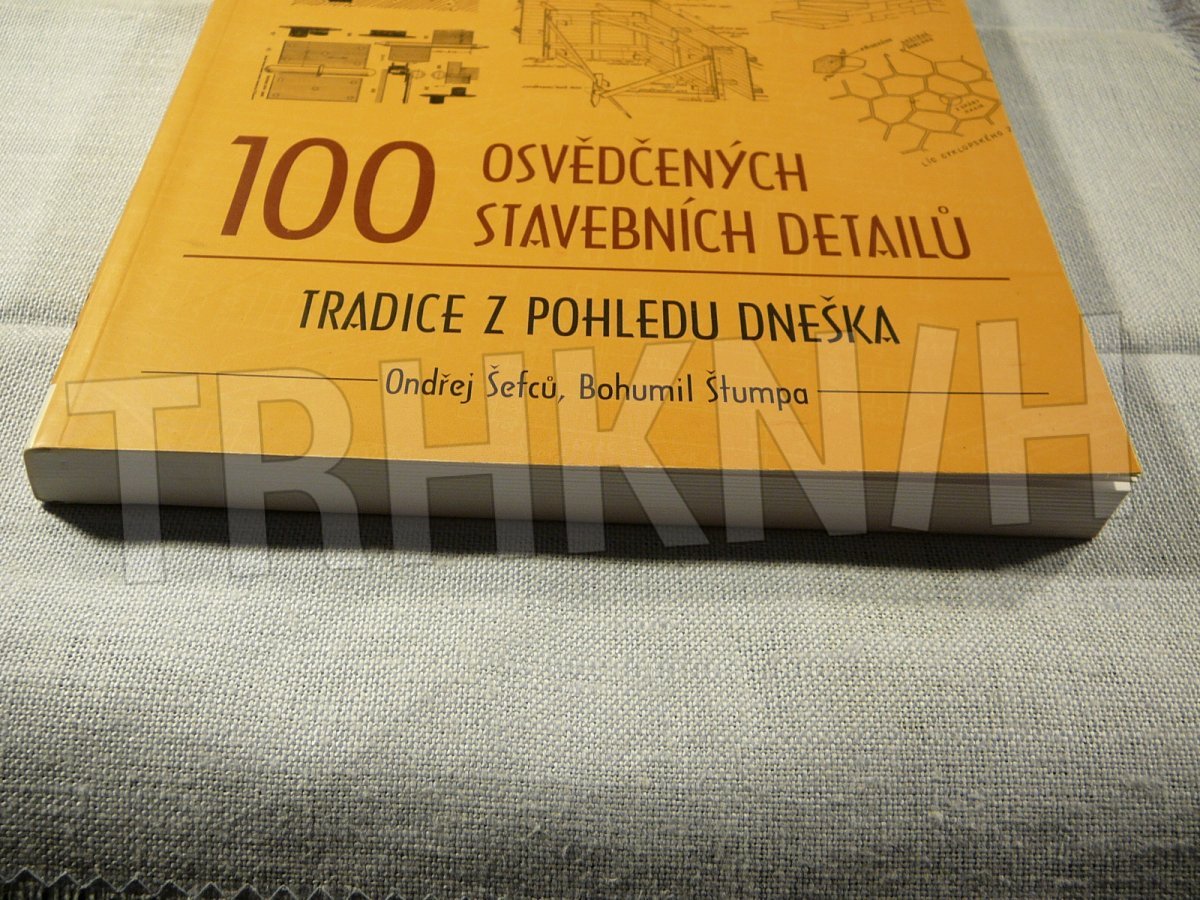 100 OSVĚDČENÝCH
STAVEBNÍCH DETAILŮ
TRADICE Z POHLEDU DNEŠKA
Ondřej Šefců, Bohumil Štumpa
TRHKNIH